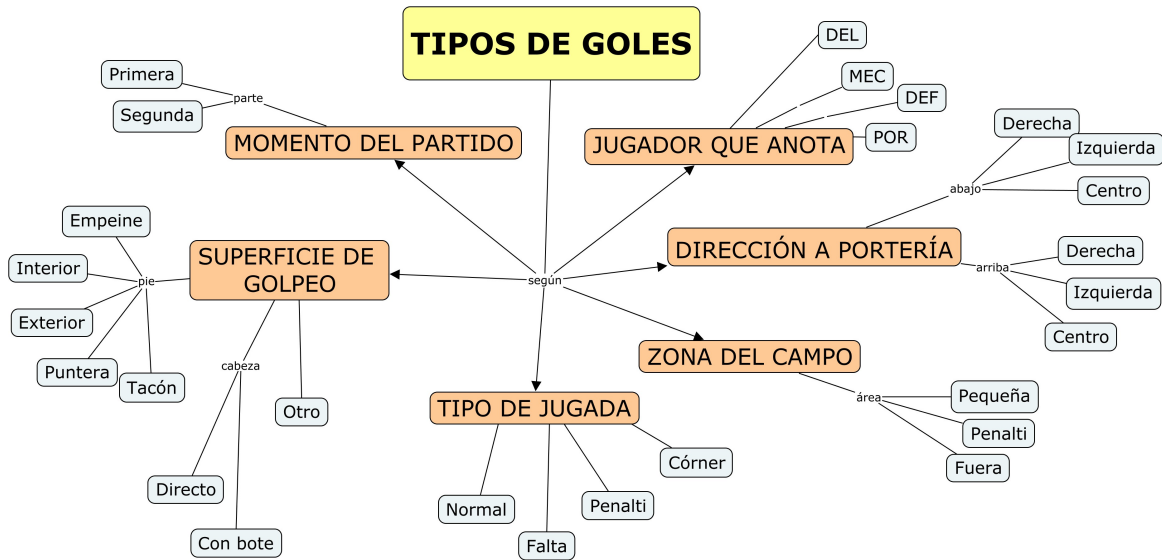 TIPOS DE GOLES
DEL
MEC
DEF
POR
JUGADOR QUE ANOTA
Primera
Segunda
parte
MOMENTO DEL PARTIDO
Derecha
Izquierda
Centro
abajo
DIRECCIÓN A PORTERÍA
arriba
Derecha
Izquierda
Centro
según
SUPERFICIE DE
GOLPEO
pie
Empeine
Interior
Exterior
Puntera
Tacón
cabeza
Directo
Con bote
Otro
TIPO DE JUGADA
Normal
Falta
Penalti
Córner
ZONA DEL CAMPO
área
Pequeña
Penalti
Fuera